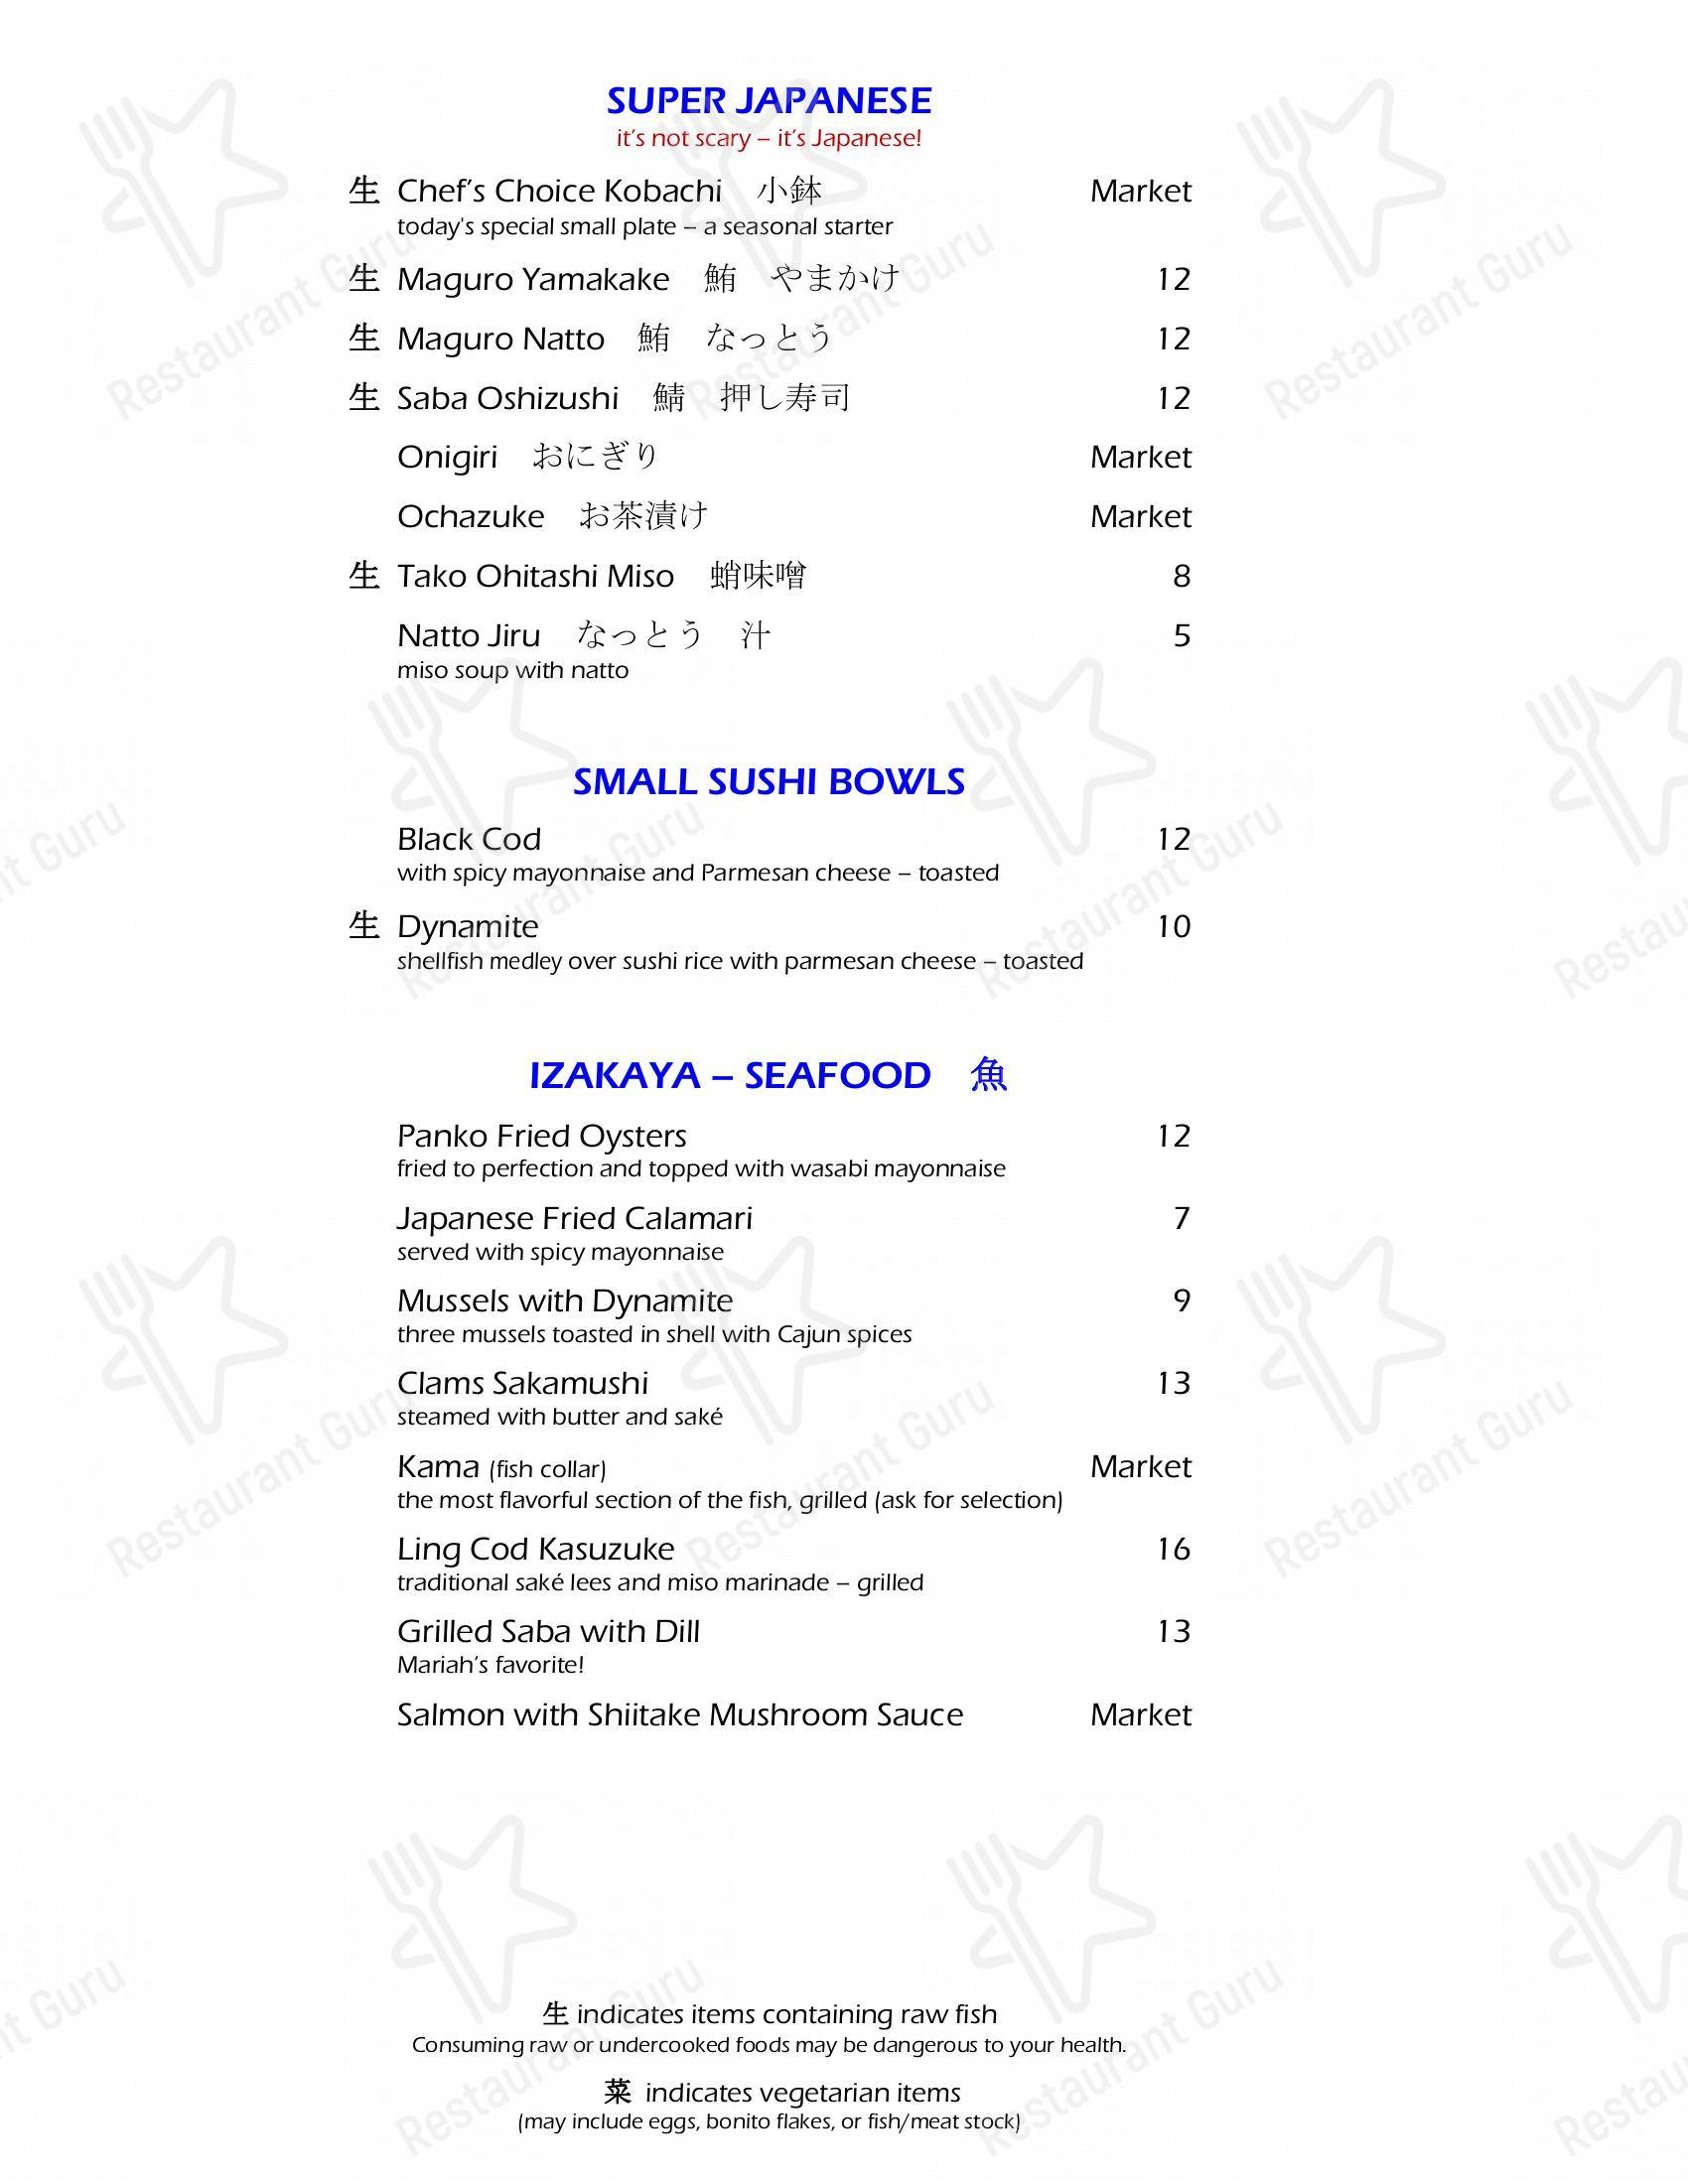 SUPER JAPANESE
it's not scary – it's Japanese!
生 Chef's Choice Kobachi 小鉢 Market
today's special small plate – a seasonal starter
生 Maguro Yamakake 鮪 やまかけ 12
生 Maguro Natto 鮪 なっとう 12
生 Saba Oshizushi 鯖 押し寿司 12
Onigiri おにぎり Market
Ochazuke お茶漬け Market
生 Tako Ohitashi Miso 蛸味噌 8
Natto Jiru なっとう 汁 5
miso soup with natto
SMALL SUSHI BOWLS
Black Cod 12
with spicy mayonnaise and Parmesan cheese – toasted
生 Dynamite 10
shellfish medley over sushi rice with parmesan cheese – toasted
IZAKAYA – SEAFOOD 魚
Panko Fried Oysters 12
fried to perfection and topped with wasabi mayonnaise
Japanese Fried Calamari 7
served with spicy mayonnaise
Mussels with Dynamite 9
three mussels toasted in shell with Cajun spices
Clams Sakamushi 13
steamed with butter and saké
Kama (fish collar) Market
the most flavorful section of the fish, grilled (ask for selection)
Ling Cod Kasuzuke 16
traditional saké lees and miso marinade – grilled
Grilled Saba with Dill 13
Mariah's favorite!
Salmon with Shiitake Mushroom Sauce Market
生 indicates items containing raw fish
Consuming raw or undercooked foods may be dangerous to your health.
菜 indicates vegetarian items
(may include eggs, bonito flakes, or fish/meat stock)
Restaurant Guru